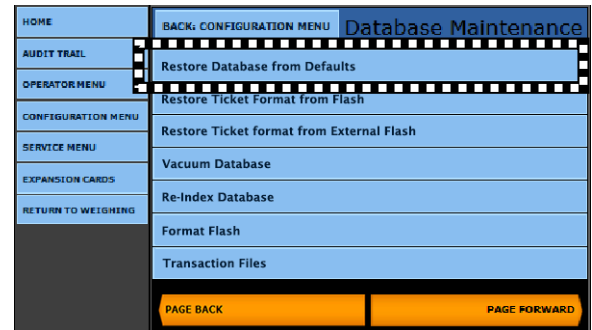 HOME
AUDIT TRAIL
OPERATOR MENU
CONFIGURATION MENU
SERVICE MENU
EXPANSION CARDS
RETURN TO WEIGHING
BACK: CONFIGURATION MENU
Database Maintenance
Restore Database from Defaults
Restore Ticket Format from Flash
Restore Ticket format from External Flash
Vacuum Database
Re-Index Database
Format Flash
Transaction Files
PAGE BACK
PAGE FORWARD